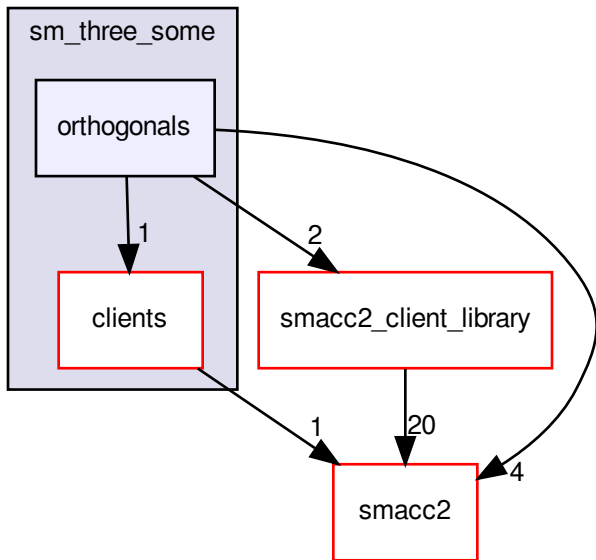 sm_three_some
orthogonals
1
2
clients
smacc2_client_library
1
20
4
smacc2